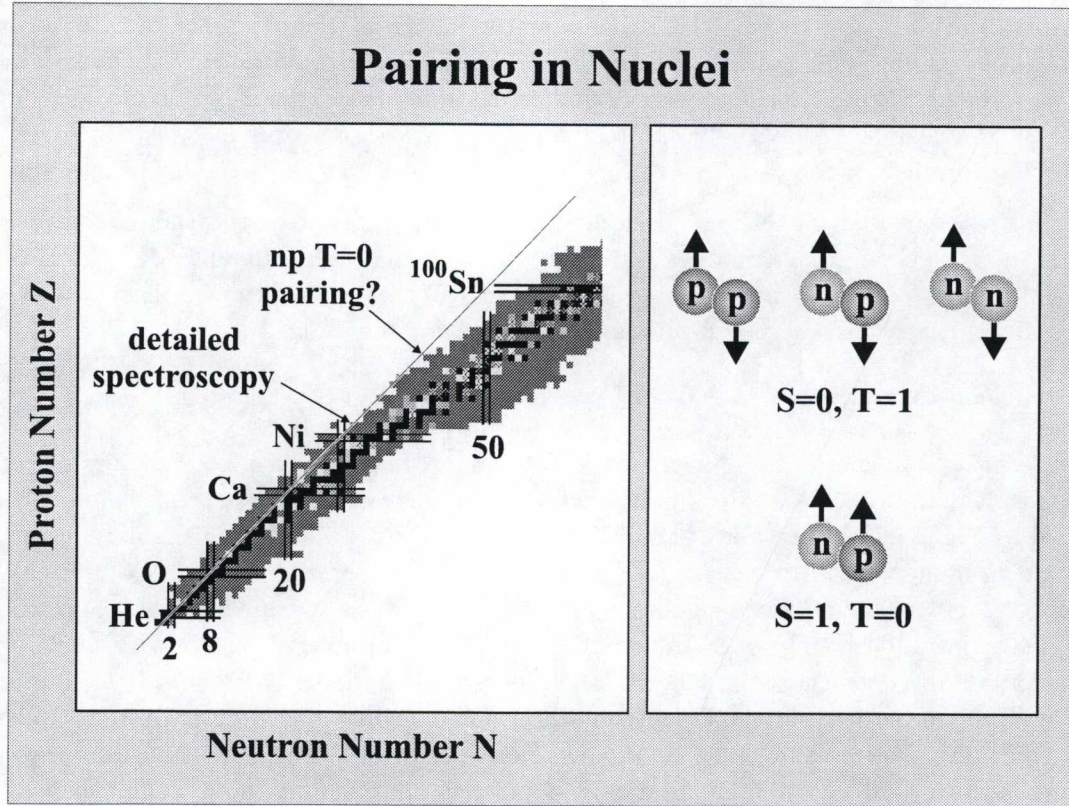 Pairing in Nuclei
Proton Number Z
np T=0
pairing?
¹⁰⁰Sn
detailed
spectroscopy
Ni
Ca
O
He
50
20
2
8
Neutron Number N
p
p
n
p
n
n
S=0, T=1
n
p
S=1, T=0